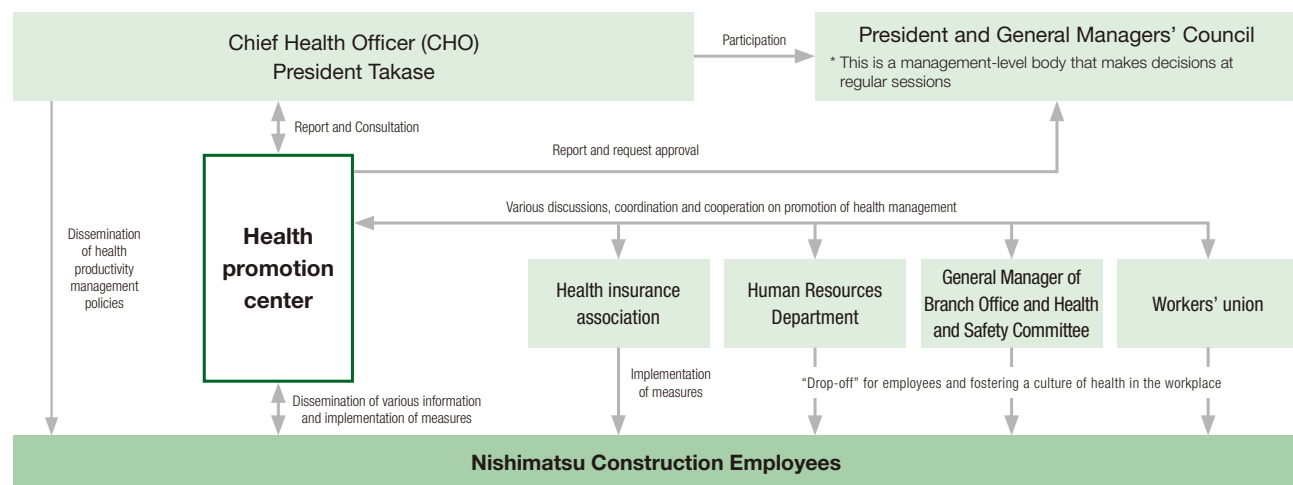 Chief Health Officer (CHO)
President Takase
Participation
President and General Managers’ Council
* This is a management-level body that makes decisions at
regular sessions
Report and Consultation
Report and request approval
Various discussions, coordination and cooperation on promotion of health management
Dissemination
of health
productivity
management
policies
Health
promotion
center
Health insurance
association
Human Resources
Department
General Manager of
Branch Office and Health
and Safety Committee
Workers’ union
Implementation
of measures
“Drop-off” for employees and fostering a culture of health in the workplace
Dissemination of various information
and implementation of measures
Nishimatsu Construction Employees